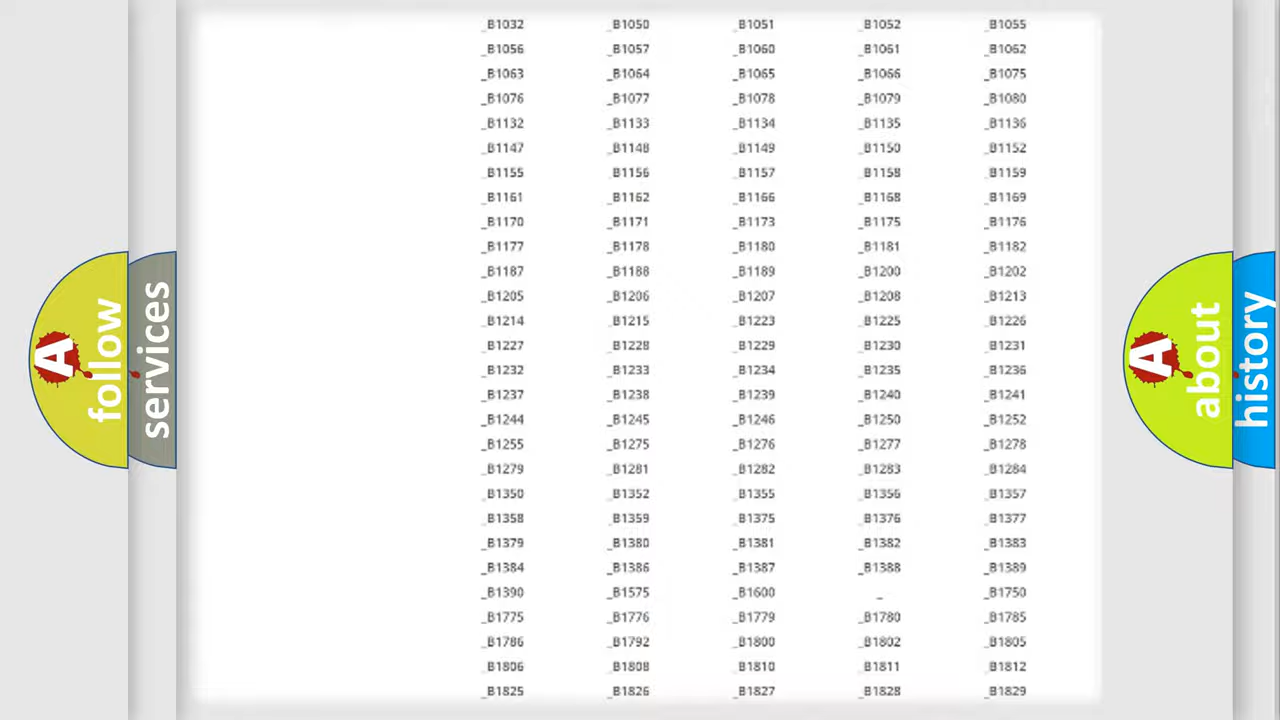 _B1032 _B1050 _B1051 _B1052 _B1055
_B1056 _B1057 _B1060 _B1061 _B1062
_B1063 _B1064 _B1065 _B1066 _B1075
_B1076 _B1077 _B1078 _B1079 _B1080
_B1132 _B1133 _B1134 _B1135 _B1136
_B1147 _B1148 _B1149 _B1150 _B1152
_B1155 _B1156 _B1157 _B1158 _B1159
_B1161 _B1162 _B1166 _B1168 _B1169
_B1170 _B1171 _B1173 _B1175 _B1176
_B1177 _B1178 _B1180 _B1181 _B1182
_B1187 _B1188 _B1189 _B1200 _B1202
_B1205 _B1206 _B1207 _B1208 _B1213
_B1214 _B1215 _B1223 _B1225 _B1226
_B1227 _B1228 _B1229 _B1230 _B1231
_B1232 _B1233 _B1234 _B1235 _B1236
_B1237 _B1238 _B1239 _B1240 _B1241
_B1244 _B1245 _B1246 _B1250 _B1252
_B1255 _B1275 _B1276 _B1277 _B1278
_B1279 _B1281 _B1282 _B1283 _B1284
_B1350 _B1352 _B1355 _B1356 _B1357
_B1358 _B1359 _B1375 _B1376 _B1377
_B1379 _B1380 _B1381 _B1382 _B1383
_B1384 _B1386 _B1387 _B1388 _B1389
_B1390 _B1575 _B1600 _ _B1750
_B1775 _B1776 _B1779 _B1780 _B1785
_B1786 _B1792 _B1800 _B1802 _B1805
_B1806 _B1808 _B1810 _B1811 _B1812
_B1825 _B1826 _B1827 _B1828 _B1829
A follow
services
A about
history